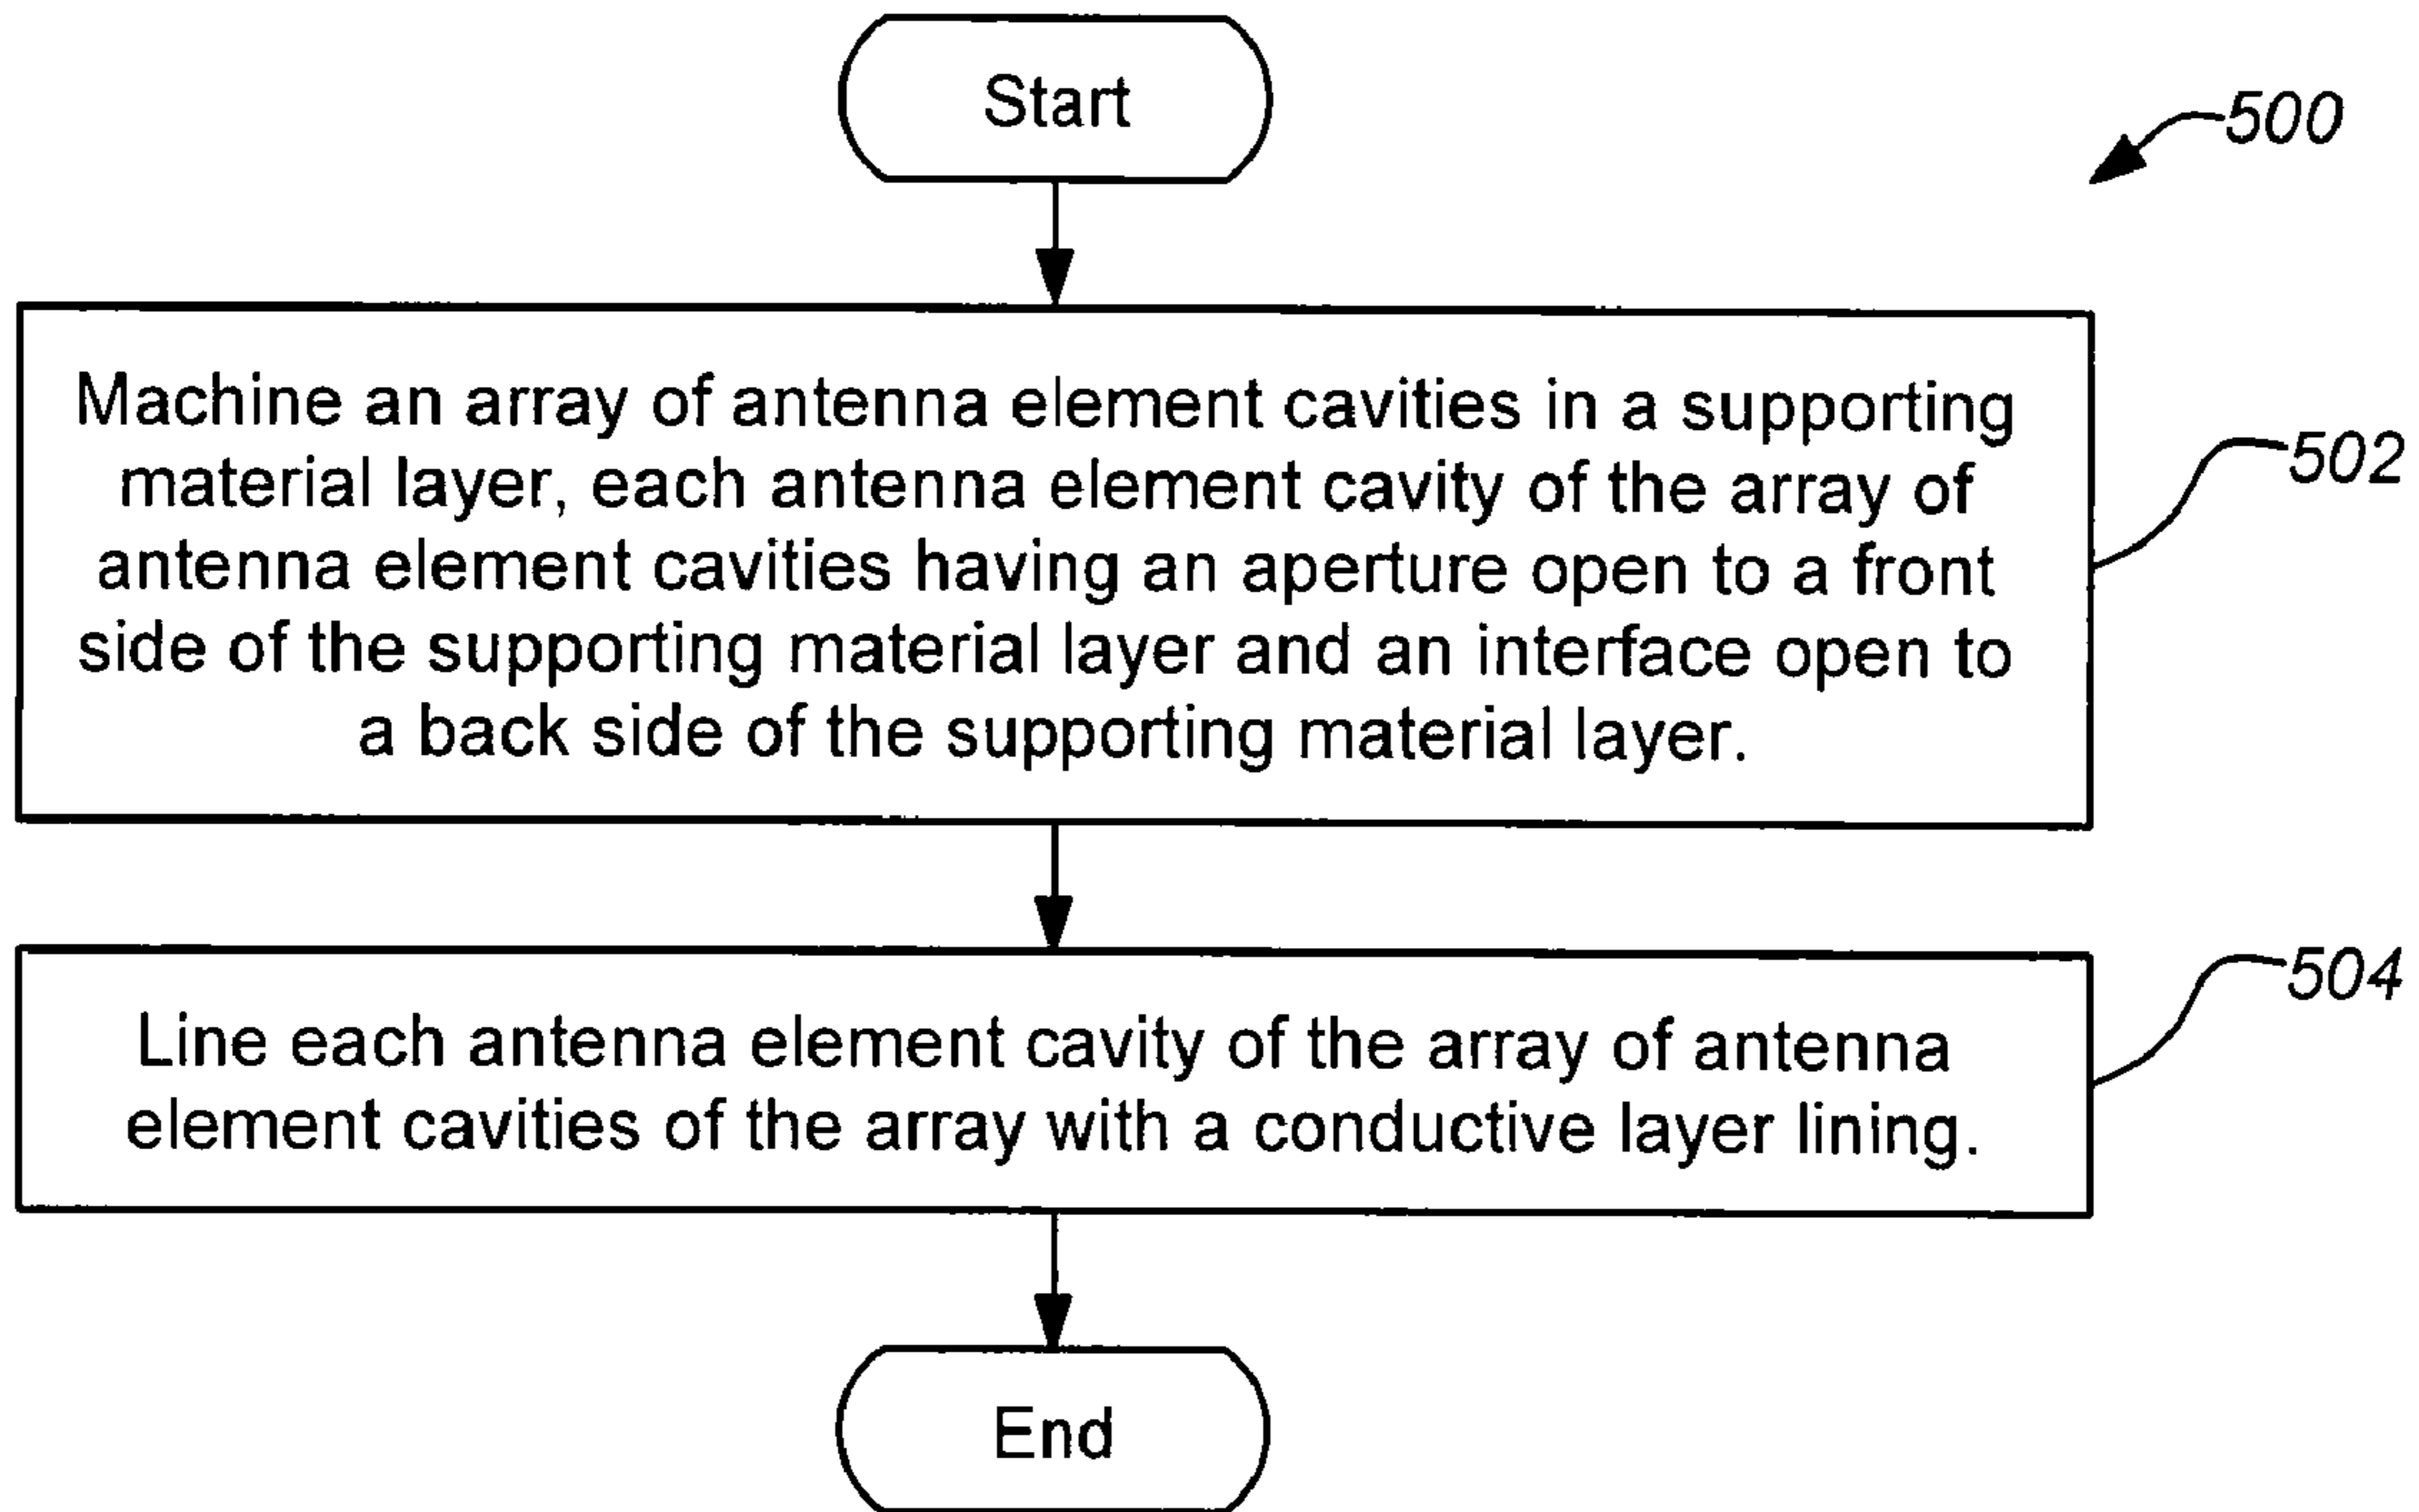 Start
500
Machine an array of antenna element cavities in a supporting
material layer, each antenna element cavity of the array of
antenna element cavities having an aperture open to a front
side of the supporting material layer and an interface open to
a back side of the supporting material layer.
502
Line each antenna element cavity of the array of antenna
element cavities of the array with a conductive layer lining.
504
End